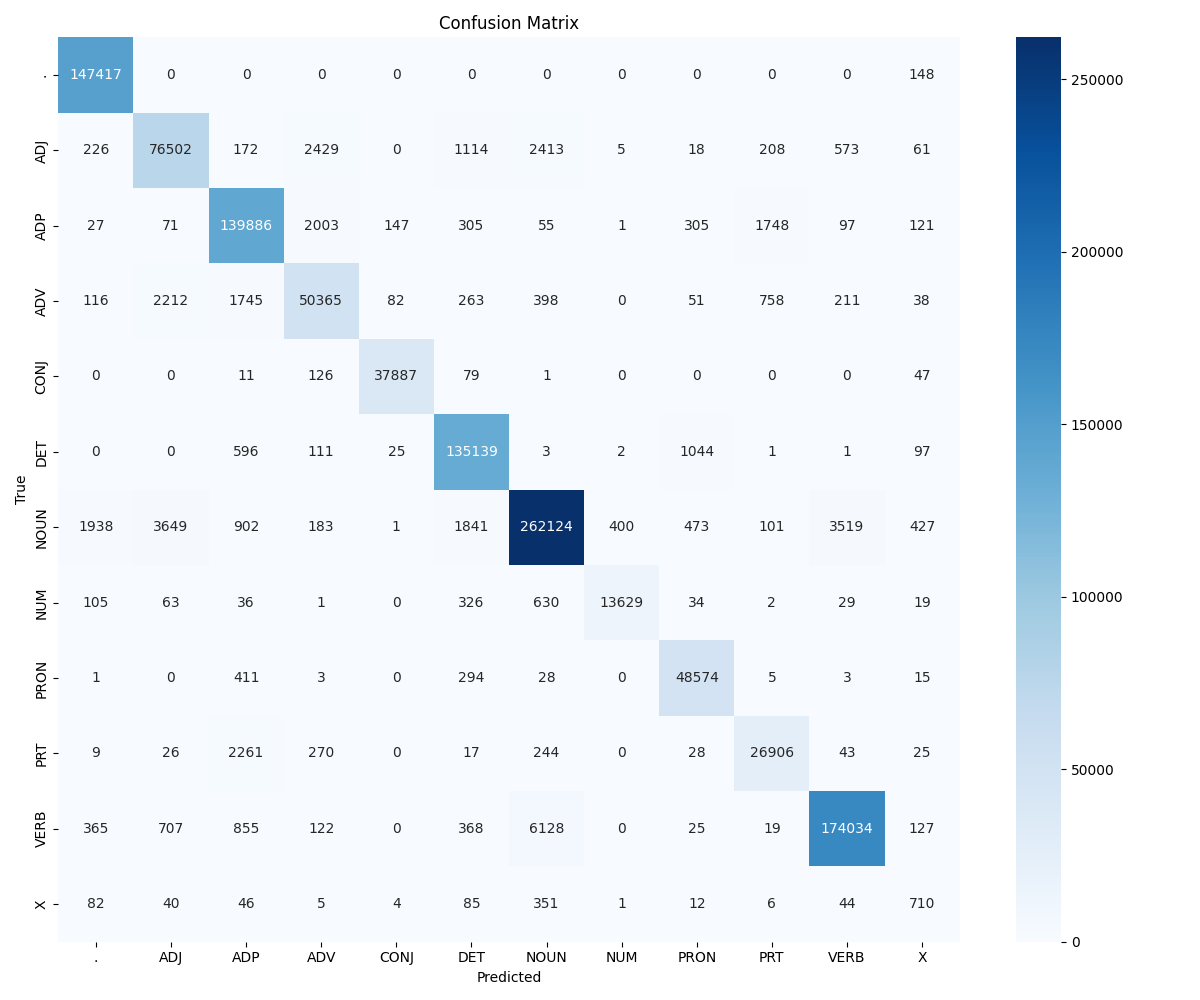 Confusion Matrix
. 147417 0 0 0 0 0 0 0 0 0 0 148
ADJ 226 76502 172 2429 0 1114 2413 5 18 208 573 61
ADP 27 71 139886 2003 147 305 55 1 305 1748 97 121
ADV 116 2212 1745 50365 82 263 398 0 51 758 211 38
CONJ 0 0 11 126 37887 79 1 0 0 0 0 47
DET 0 0 596 111 25 135139 3 2 1044 1 1 97
NOUN 1938 3649 902 183 1 1841 262124 400 473 101 3519 427
NUM 105 63 36 1 0 326 630 13629 34 2 29 19
PRON 1 0 411 3 0 294 28 0 48574 5 3 15
PRT 9 26 2261 270 0 17 244 0 28 26906 43 25
VERB 365 707 855 122 0 368 6128 0 25 19 174034 127
X 82 40 46 5 4 85 351 1 12 6 44 710
. ADJ ADP ADV CONJ DET NOUN NUM PRON PRT VERB X
Predicted
True
250000
200000
150000
100000
50000
0